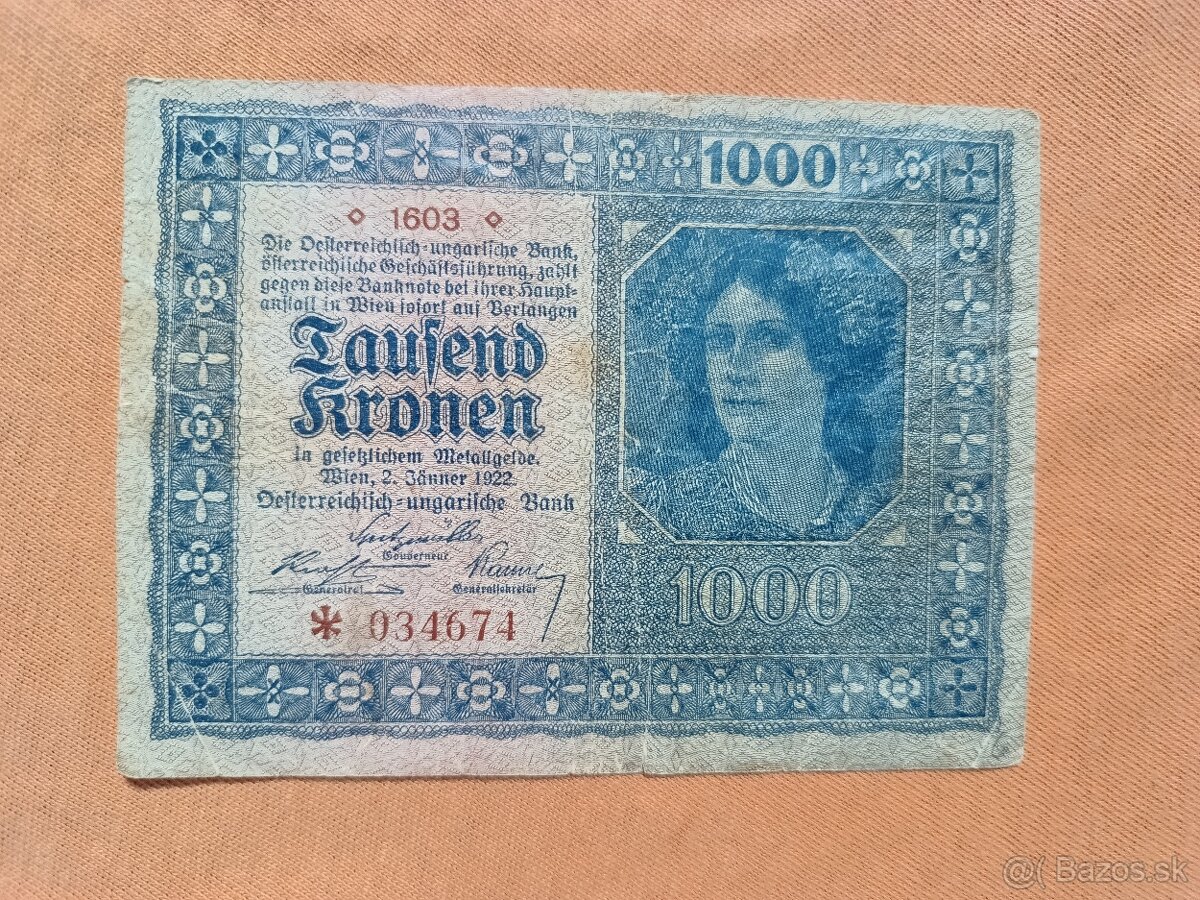 1000
◇ 1603 ◇
Die Oesterreichisch-ungarische Bank,
österreichische Geschäftsführung, zahlt
gegen diese Banknote bei ihrer Haupt-
anstalt in Wien sofort auf Verlangen
Tausend
Kronen
in gesetzlichem Metallgelde.
Wien, 2. Jänner 1922
Oesterreichisch-ungarische Bank
Gouverneur
Generalrat
Generalsekretär
* 034674
1000
@( Bazos.sk